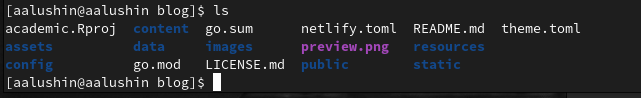 [aalushin@aalushin blog]$ ls
academic.Rproj content go.sum netlify.toml README.md theme.toml
assets data images preview.png resources
config go.mod LICENSE.md public static
[aalushin@aalushin blog]$